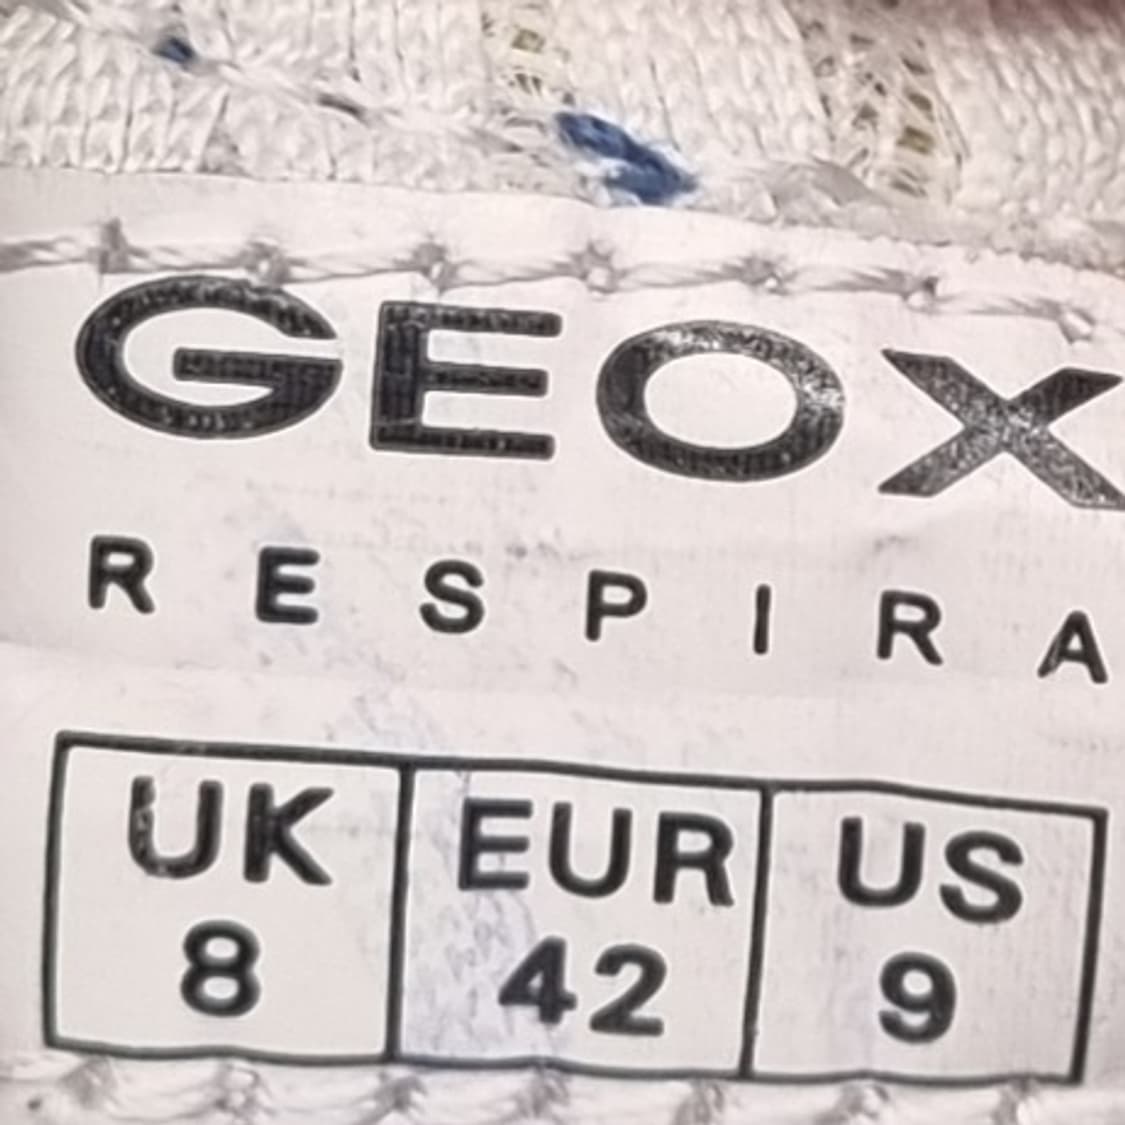 GEOX
RESPIRA
UK EUR US
8 42 9